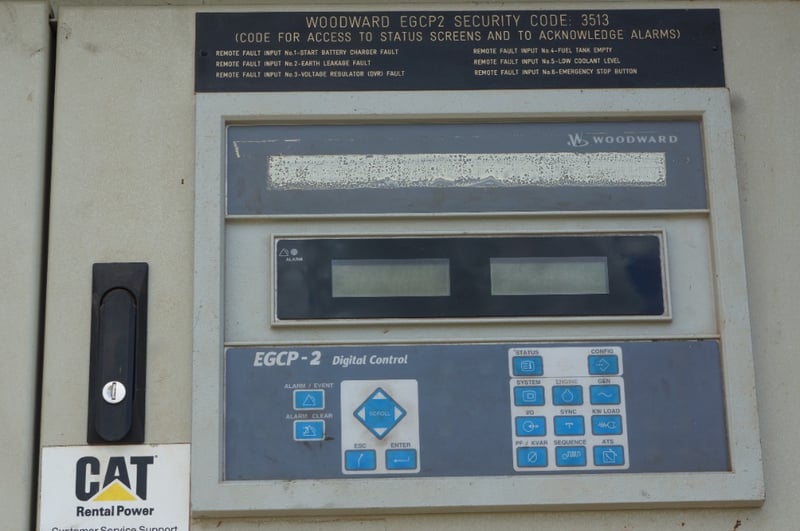 WOODWARD EGCP2 SECURITY CODE: 3513
(CODE FOR ACCESS TO STATUS SCREENS AND TO ACKNOWLEDGE ALARMS)
REMOTE FAULT INPUT No.1-START BATTERY CHARGER FAULT
REMOTE FAULT INPUT No.2-EARTH LEAKAGE FAULT
REMOTE FAULT INPUT No.3-VOLTAGE REGULATOR (DVR) FAULT
REMOTE FAULT INPUT No.4-FUEL TANK EMPTY
REMOTE FAULT INPUT No.5-LOW COOLANT LEVEL
REMOTE FAULT INPUT No.6-EMERGENCY STOP BUTTON
WOODWARD
ALARM
EGCP-2 Digital Control
ALARM / EVENT
ALARM CLEAR
SCROLL
ESC ENTER
STATUS CONFIG
SYSTEM ENGINE GEN
I/O SYNC KW LOAD
PF / KVAR SEQUENCE ATS
CAT
Rental Power
Customer Service Support